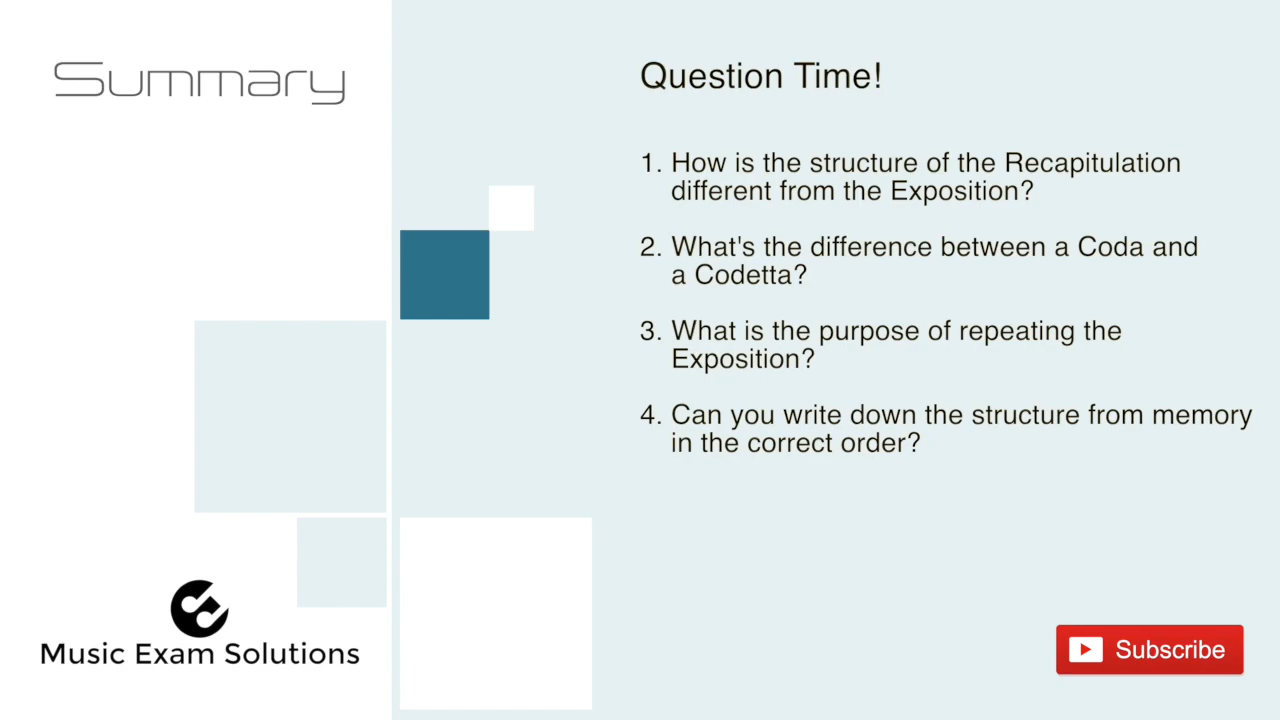 Summary
Question Time!
1. How is the structure of the Recapitulation
different from the Exposition?
2. What's the difference between a Coda and
a Codetta?
3. What is the purpose of repeating the
Exposition?
4. Can you write down the structure from memory
in the correct order?
Music Exam Solutions
Subscribe